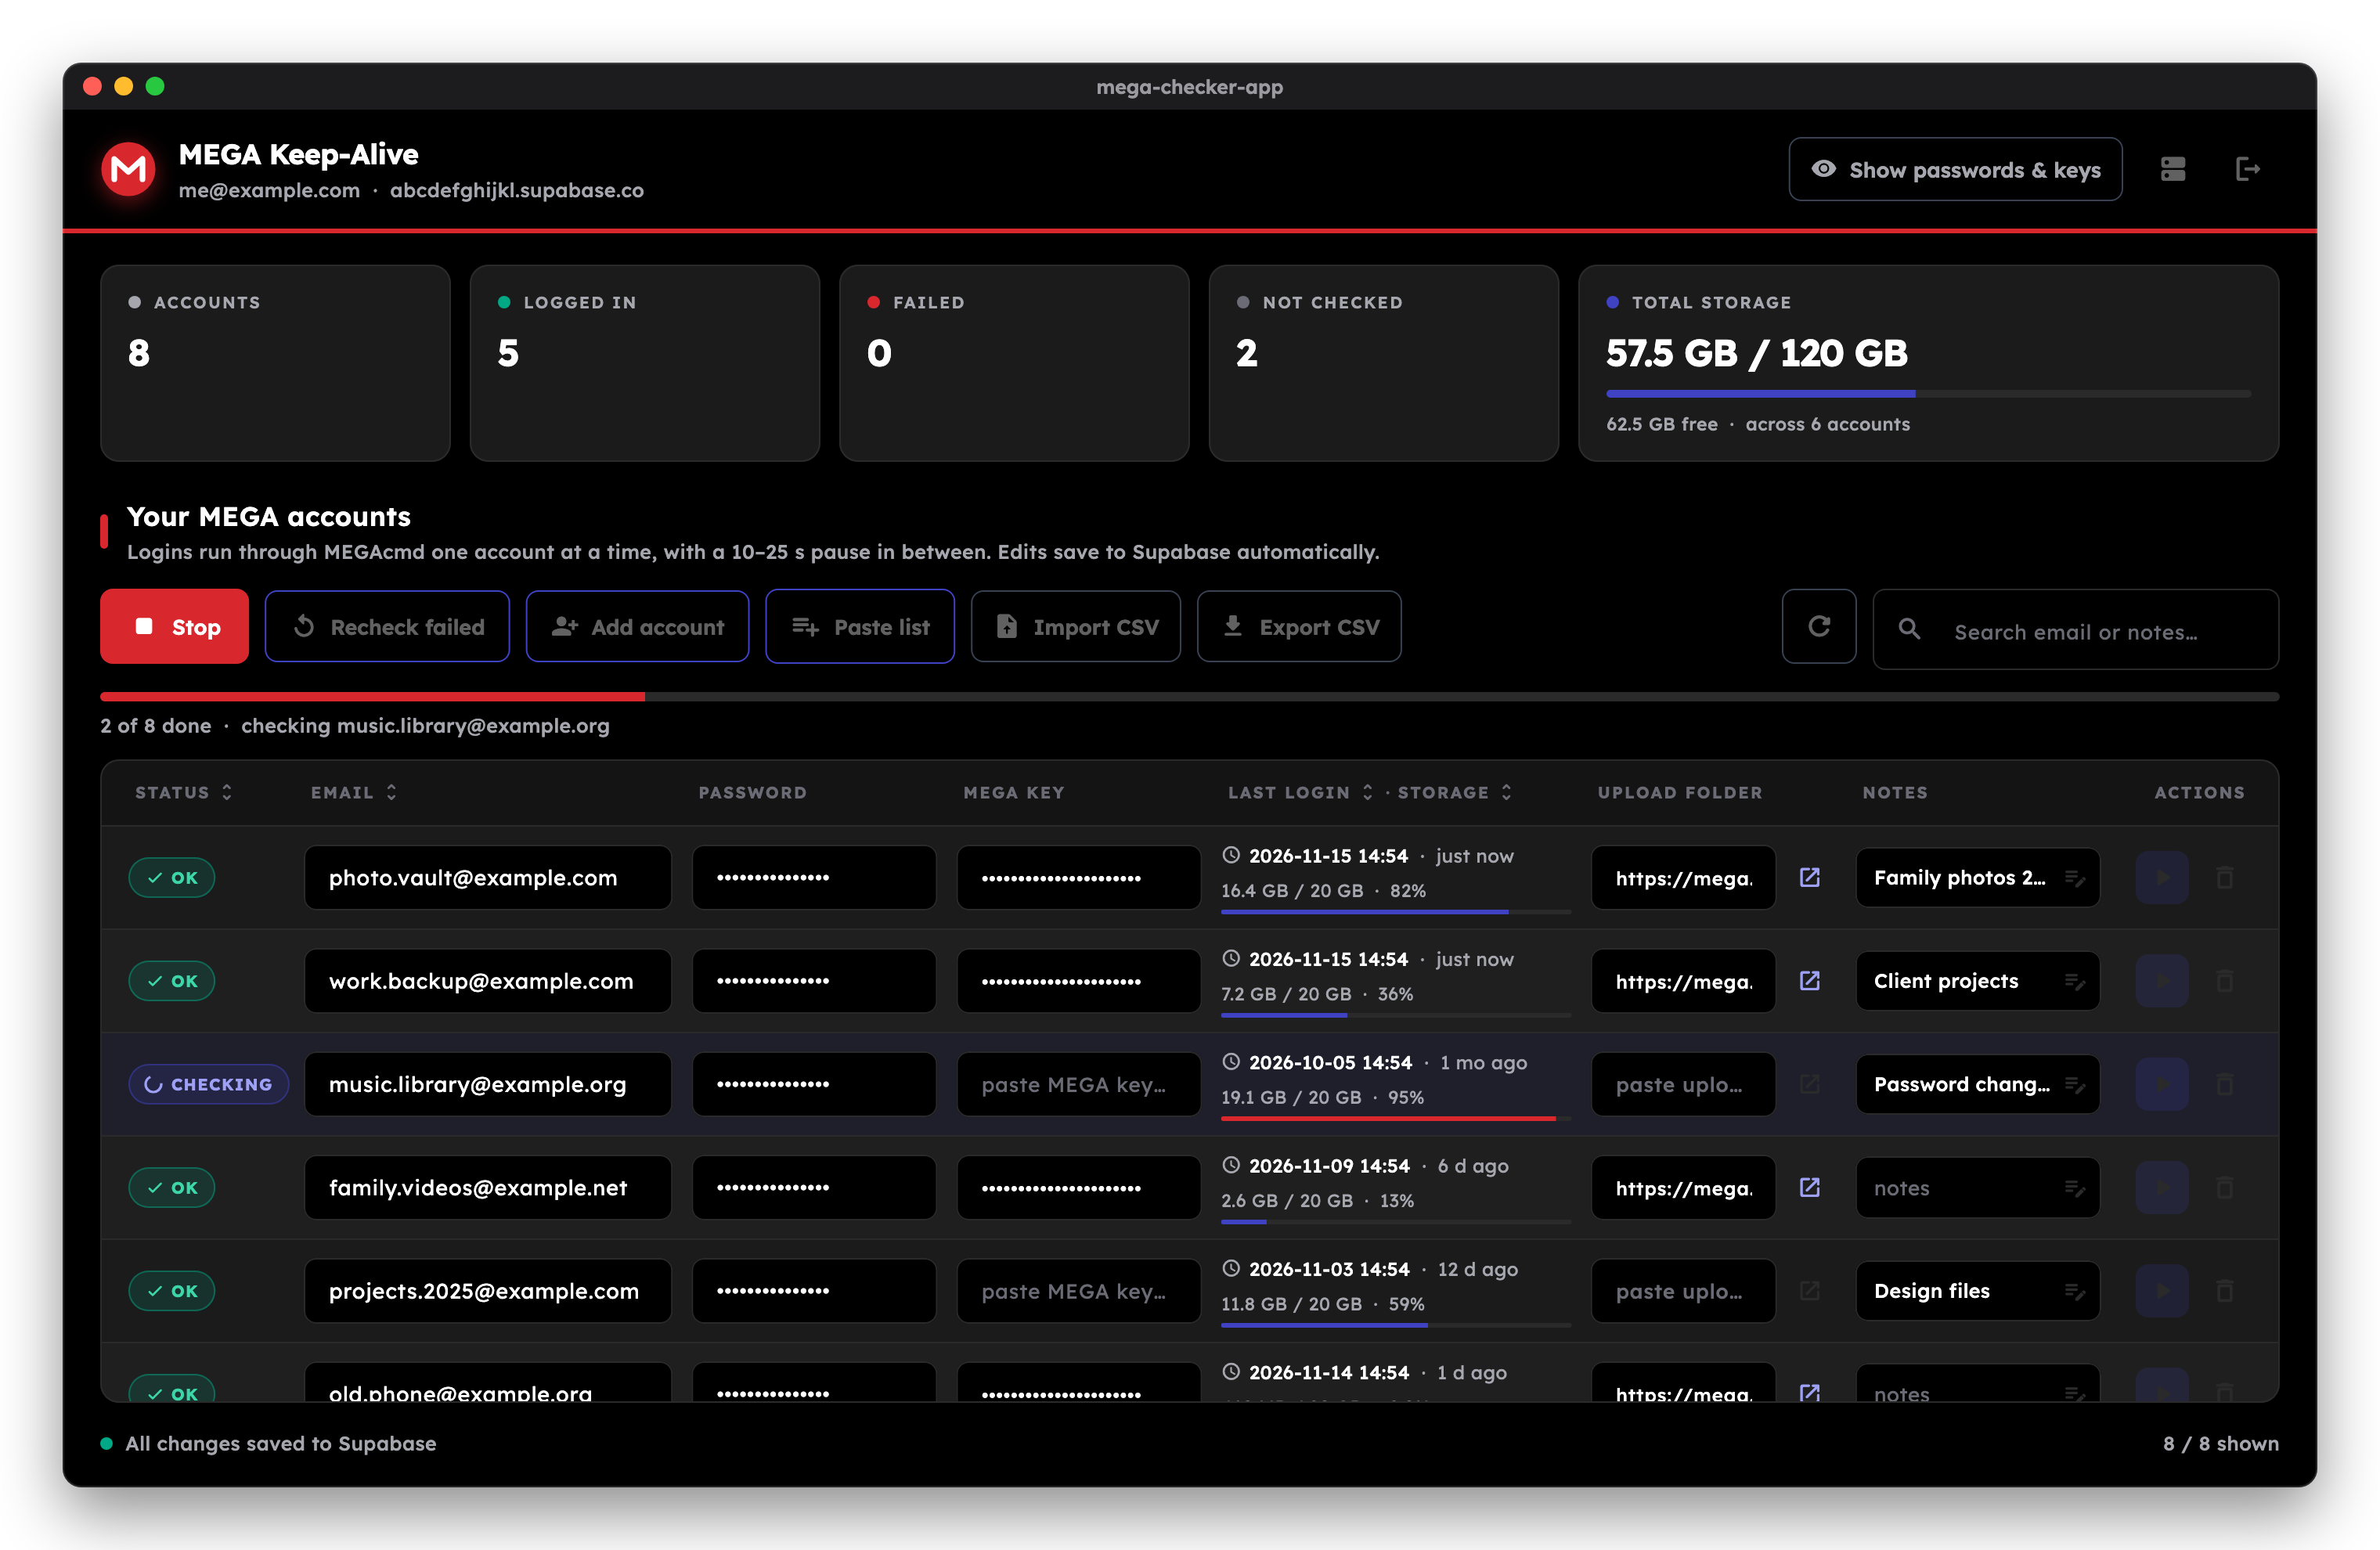 mega-checker-app
MEGA Keep-Alive
me@example.com · abcdefghijkl.supabase.co
Show passwords & keys
ACCOUNTS
8
LOGGED IN
5
FAILED
0
NOT CHECKED
2
TOTAL STORAGE
57.5 GB / 120 GB
62.5 GB free · across 6 accounts
Your MEGA accounts
Logins run through MEGAcmd one account at a time, with a 10–25 s pause in between. Edits save to Supabase automatically.
Stop
Recheck failed
Add account
Paste list
Import CSV
Export CSV
Search email or notes…
2 of 8 done · checking music.library@example.org
STATUS EMAIL PASSWORD MEGA KEY LAST LOGIN · STORAGE UPLOAD FOLDER NOTES ACTIONS
OK photo.vault@example.com •••••••••••••• •••••••••••••••••••• 2026-11-15 14:54 · just now https://mega. Family photos 2…
16.4 GB / 20 GB · 82%
OK work.backup@example.com •••••••••••••• •••••••••••••••••••• 2026-11-15 14:54 · just now https://mega. Client projects
7.2 GB / 20 GB · 36%
CHECKING music.library@example.org •••••••••••••• paste MEGA key… 2026-10-05 14:54 · 1 mo ago paste uplo… Password chang…
19.1 GB / 20 GB · 95%
OK family.videos@example.net •••••••••••••• •••••••••••••••••••• 2026-11-09 14:54 · 6 d ago https://mega. notes
2.6 GB / 20 GB · 13%
OK projects.2025@example.com •••••••••••••• paste MEGA key… 2026-11-03 14:54 · 12 d ago paste uplo… Design files
11.8 GB / 20 GB · 59%
OK old.phone@example.org •••••••••••••• •••••••••••••••••••• 2026-11-14 14:54 · 1 d ago https://mega. notes
All changes saved to Supabase
8 / 8 shown